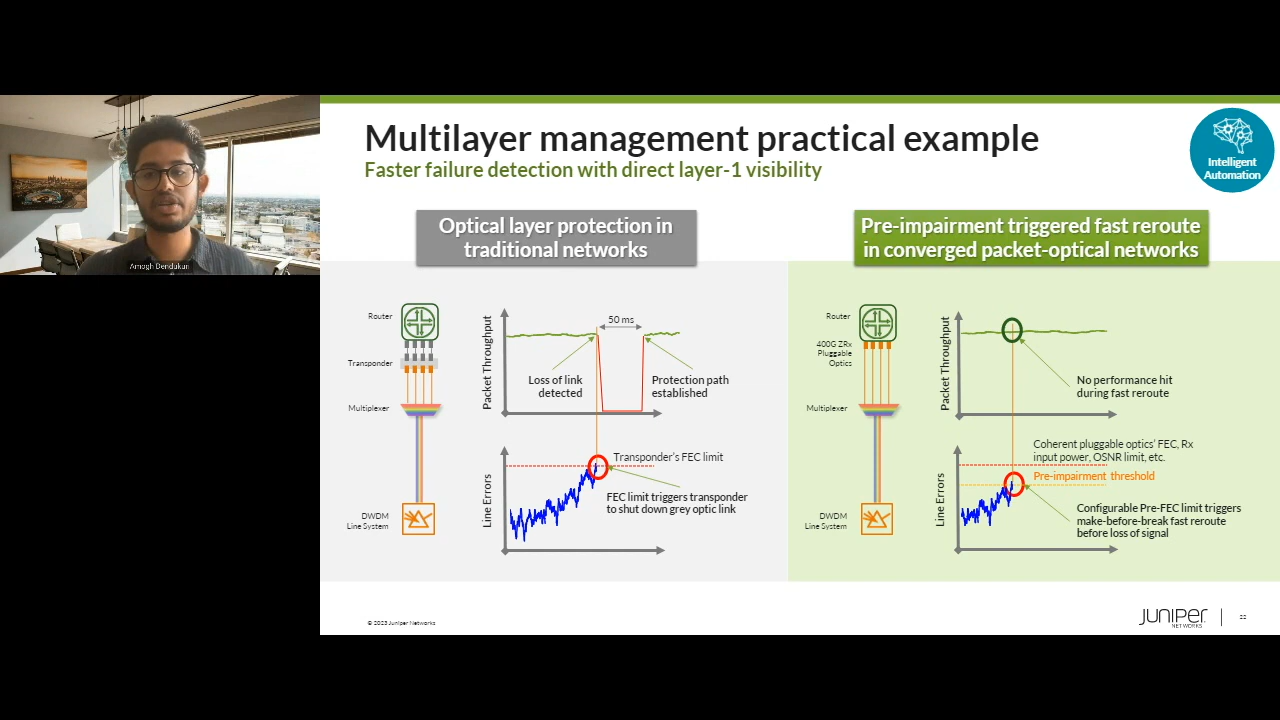 Amogh Dendukuri
Multilayer management practical example
Faster failure detection with direct layer-1 visibility
Intelligent
Automation
Optical layer protection in
traditional networks
Router
Transponder
Multiplexer
DWDM
Line System
Packet Throughput
50 ms
Loss of link
detected
Protection path
established
Line Errors
Transponder's FEC limit
FEC limit triggers transponder
to shut down grey optic link
Pre-impairment triggered fast reroute
in converged packet-optical networks
Router
400G ZRx
Pluggable
Optics
Multiplexer
DWDM
Line System
Packet Throughput
No performance hit
during fast reroute
Line Errors
Coherent pluggable optics' FEC, Rx
input power, OSNR limit, etc.
Pre-impairment threshold
Configurable Pre-FEC limit triggers
make-before-break fast reroute
before loss of signal
© 2023 Juniper Networks
JUNIPER
NETWORKS